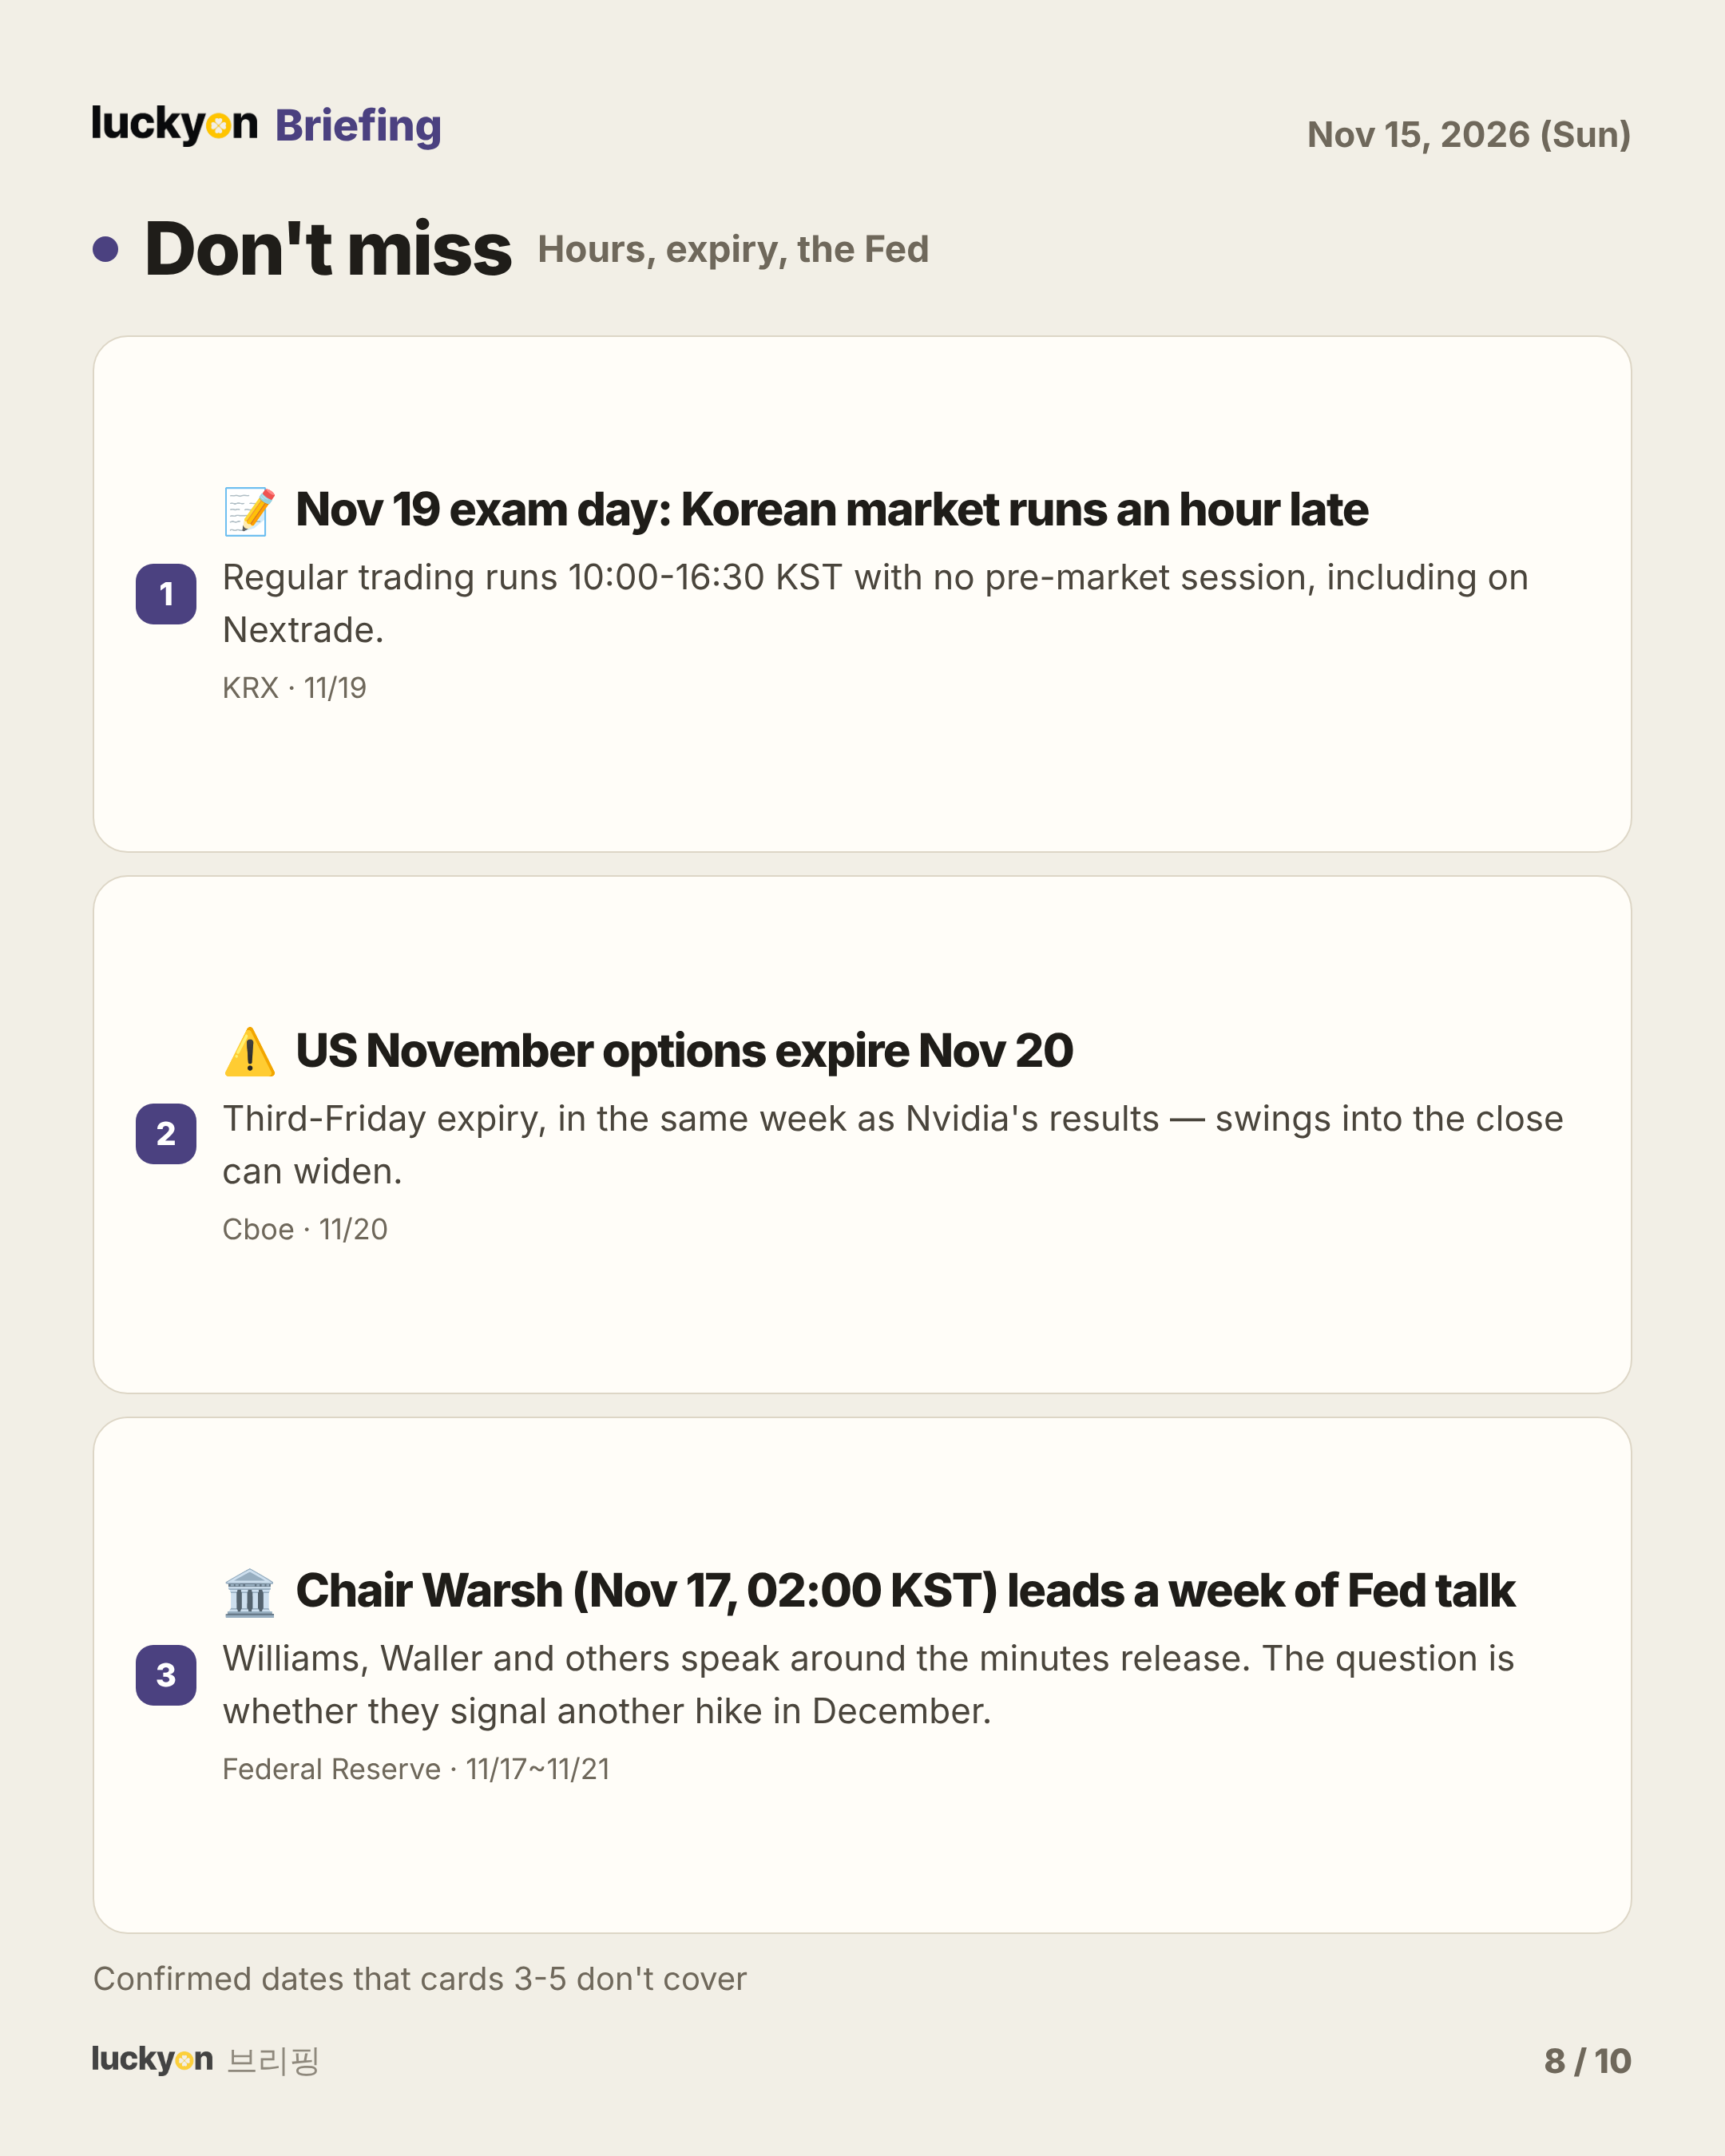 luckyon Briefing
Nov 15, 2026 (Sun)
Don't miss Hours, expiry, the Fed
📝 Nov 19 exam day: Korean market runs an hour late
1
Regular trading runs 10:00-16:30 KST with no pre-market session, including on
Nextrade.
KRX · 11/19
⚠️ US November options expire Nov 20
2
Third-Friday expiry, in the same week as Nvidia's results — swings into the close
can widen.
Cboe · 11/20
🏛️ Chair Warsh (Nov 17, 02:00 KST) leads a week of Fed talk
3
Williams, Waller and others speak around the minutes release. The question is
whether they signal another hike in December.
Federal Reserve · 11/17~11/21
Confirmed dates that cards 3-5 don't cover
luckyon 브리핑
8 / 10